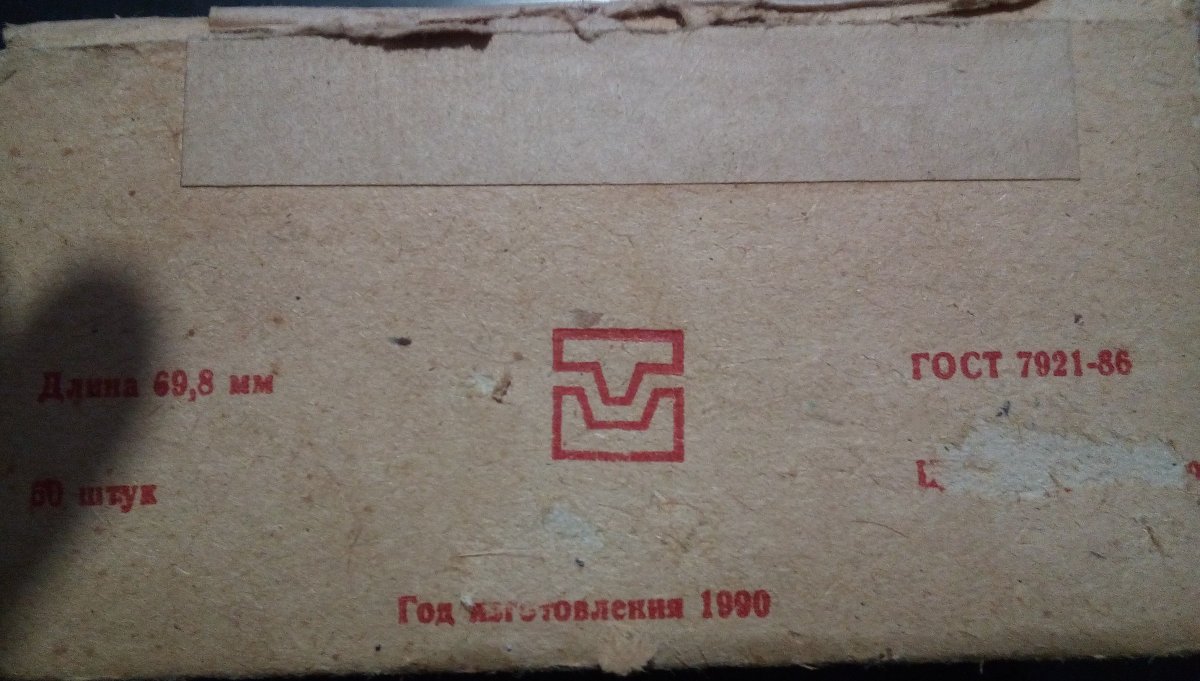 Длина 69,8 мм
ГОСТ 7921-86
штук
Год изготовления 1990